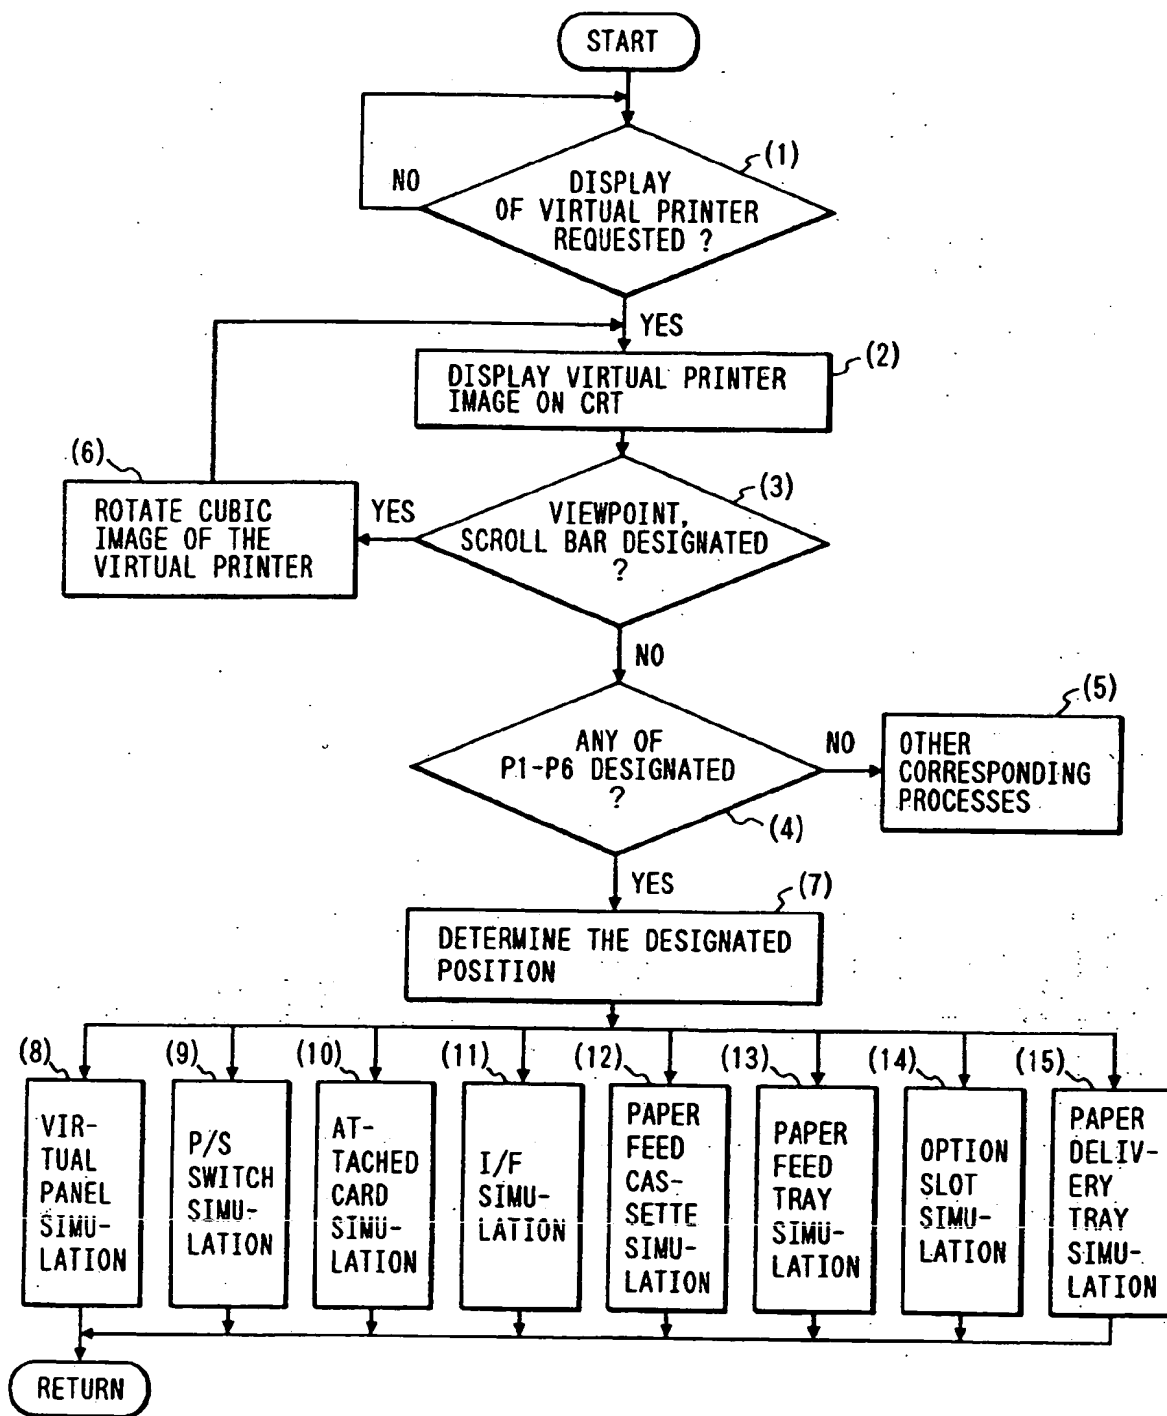 START
(1)
NO
DISPLAY
OF VIRTUAL PRINTER
REQUESTED ?
YES
(2)
DISPLAY VIRTUAL PRINTER
IMAGE ON CRT
(6)
ROTATE CUBIC
IMAGE OF THE
VIRTUAL PRINTER
YES
(3)
VIEWPOINT,
SCROLL BAR DESIGNATED
?
NO
(5)
ANY OF
P1-P6 DESIGNATED
?
NO
OTHER
CORRESPONDING
PROCESSES
(4)
YES
(7)
DETERMINE THE DESIGNATED
POSITION
(8)
VIR-
TUAL
PANEL
SIMU-
LATION
(9)
P/S
SWITCH
SIMU-
LATION
(10)
AT-
TACHED
CARD
SIMU-
LATION
(11)
I/F
SIMU-
LATION
(12)
PAPER
FEED
CAS-
SETTE
SIMU-
LATION
(13)
PAPER
FEED
TRAY
SIMU-
LATION
(14)
OPTION
SLOT
SIMU-
LATION
(15)
PAPER
DELIV-
ERY
TRAY
SIMU-
LATION
RETURN